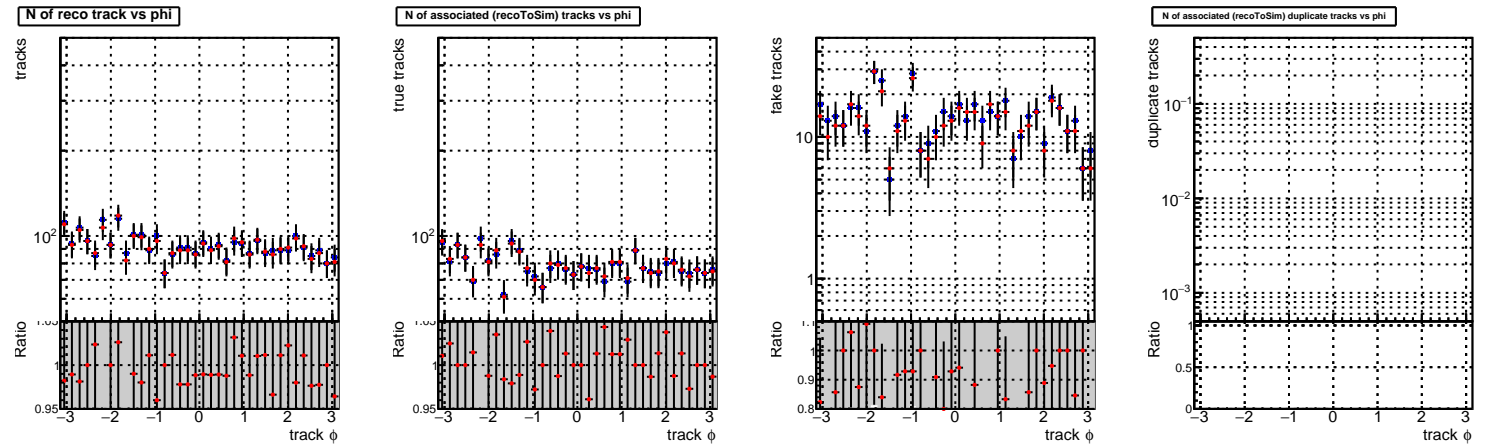 N of reco track vs phi
tracks
10²
Ratio
1.05
1
0.95
−3 −2 −1 0 1 2 3
track ϕ
N of associated (recoToSim) tracks vs phi
true tracks
10²
Ratio
1.05
1
0.95
−3 −2 −1 0 1 2 3
track ϕ
fake tracks
10
1
Ratio
1.1
1
0.9
0.8
−3 −2 −1 0 1 2 3
track ϕ
N of associated (recoToSim) duplicate tracks vs phi
duplicate tracks
10⁻¹
10⁻²
10⁻³
Ratio
1
0.5
0
−3 −2 −1 0 1 2 3
track ϕ